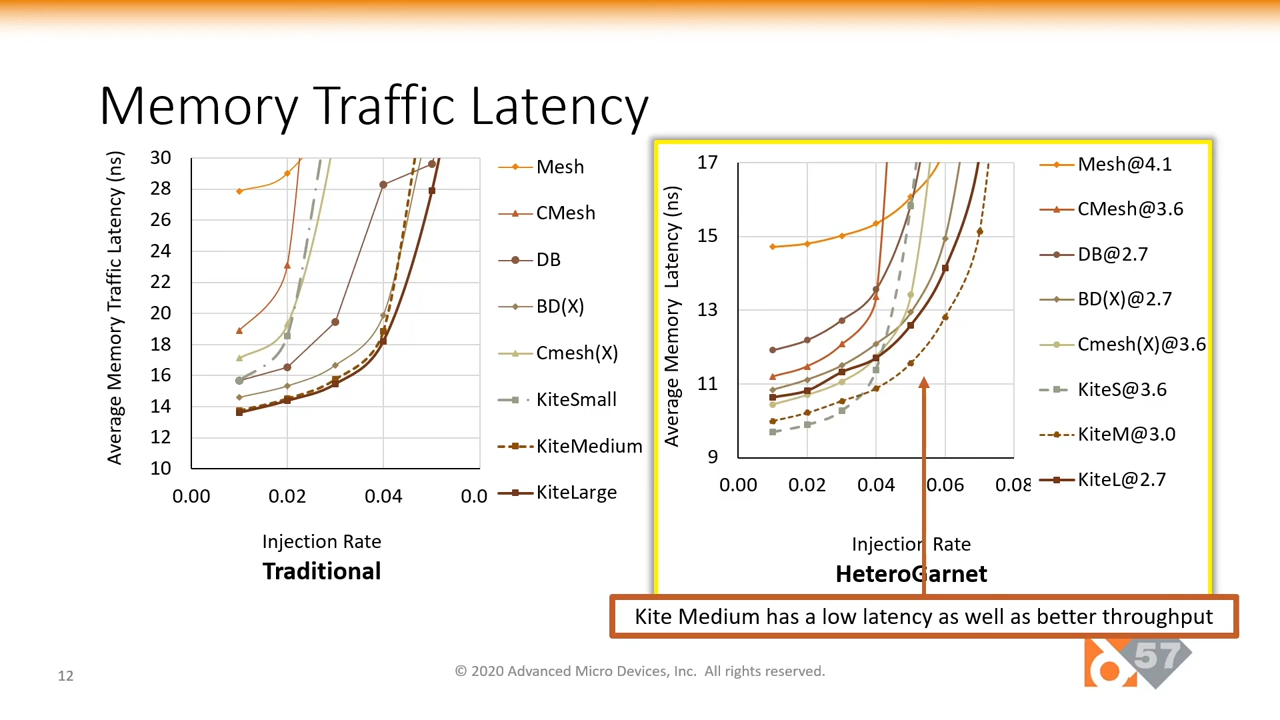 Memory Traffic Latency
Average Memory Traffic Latency (ns)
30
28
26
24
22
20
18
16
14
12
10
0.00 0.02 0.04 0.0
Injection Rate
Traditional
Mesh
CMesh
DB
BD(X)
Cmesh(X)
KiteSmall
KiteMedium
KiteLarge
Average Memory Latency (ns)
17
15
13
11
9
0.00 0.02 0.04 0.06 0.08
Injection Rate
HeteroGarnet
Mesh@4.1
CMesh@3.6
DB@2.7
BD(X)@2.7
Cmesh(X)@3.6
KiteS@3.6
KiteM@3.0
KiteL@2.7
Kite Medium has a low latency as well as better throughput
12
© 2020 Advanced Micro Devices, Inc. All rights reserved.
57